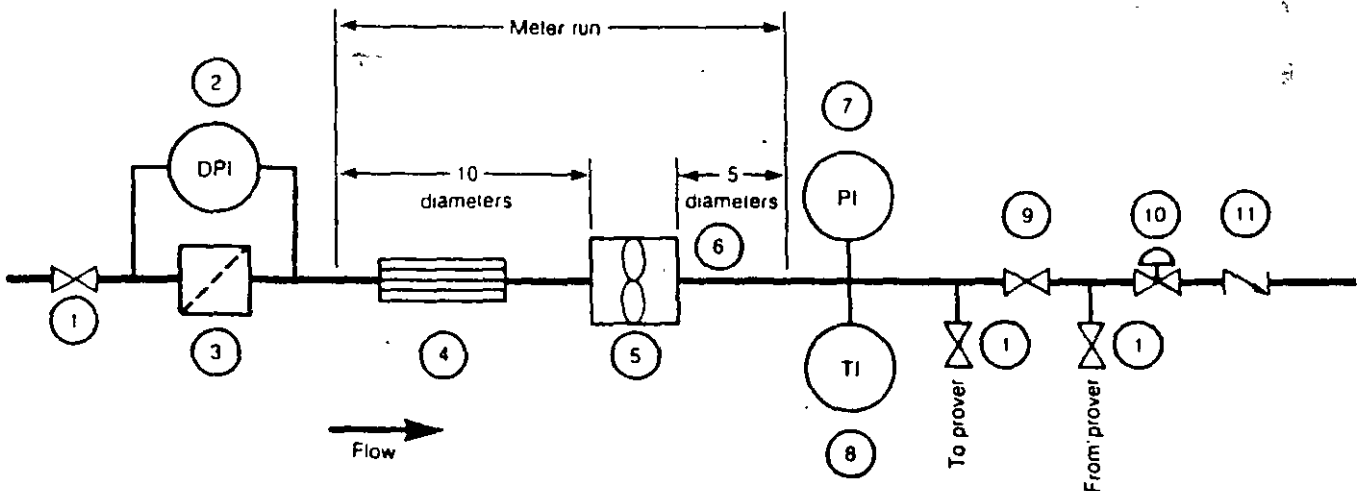 Meter run
2
7
DPI
10
diameters
5
diameters
PI
6
9
10
11
1
3
4
5
TI
1
1
Flow
8
To prover
From prover